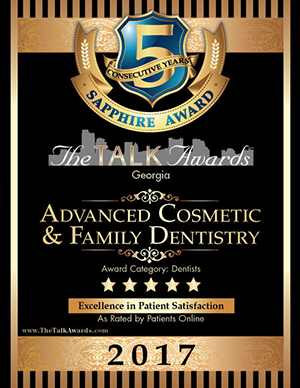 5
CONSECUTIVE YEARS
SAPPHIRE AWARD
The TALK Awards
Georgia
ADVANCED COSMETIC
& FAMILY DENTISTRY
Award Category: Dentists
Excellence in Patient Satisfaction
As Rated by Patients Online
www.TheTalkAwards.com
2017